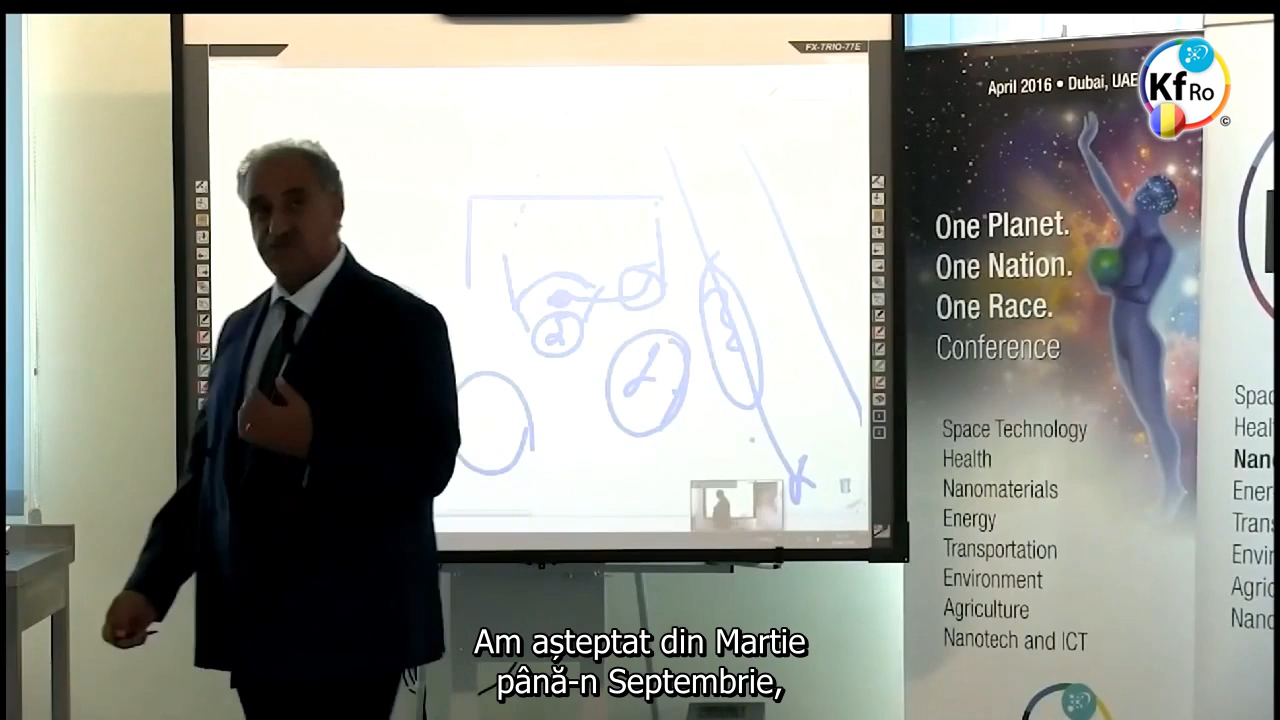 FX-TRIO-77E
Kf Ro
©
April 2016 • Dubai, UAE
One Planet.
One Nation.
One Race.
Conference
Space Technology
Health
Nanomaterials
Energy
Transportation
Environment
Agriculture
Nanotech and ICT
Nan
Am așteptat din Martie
până-n Septembrie,